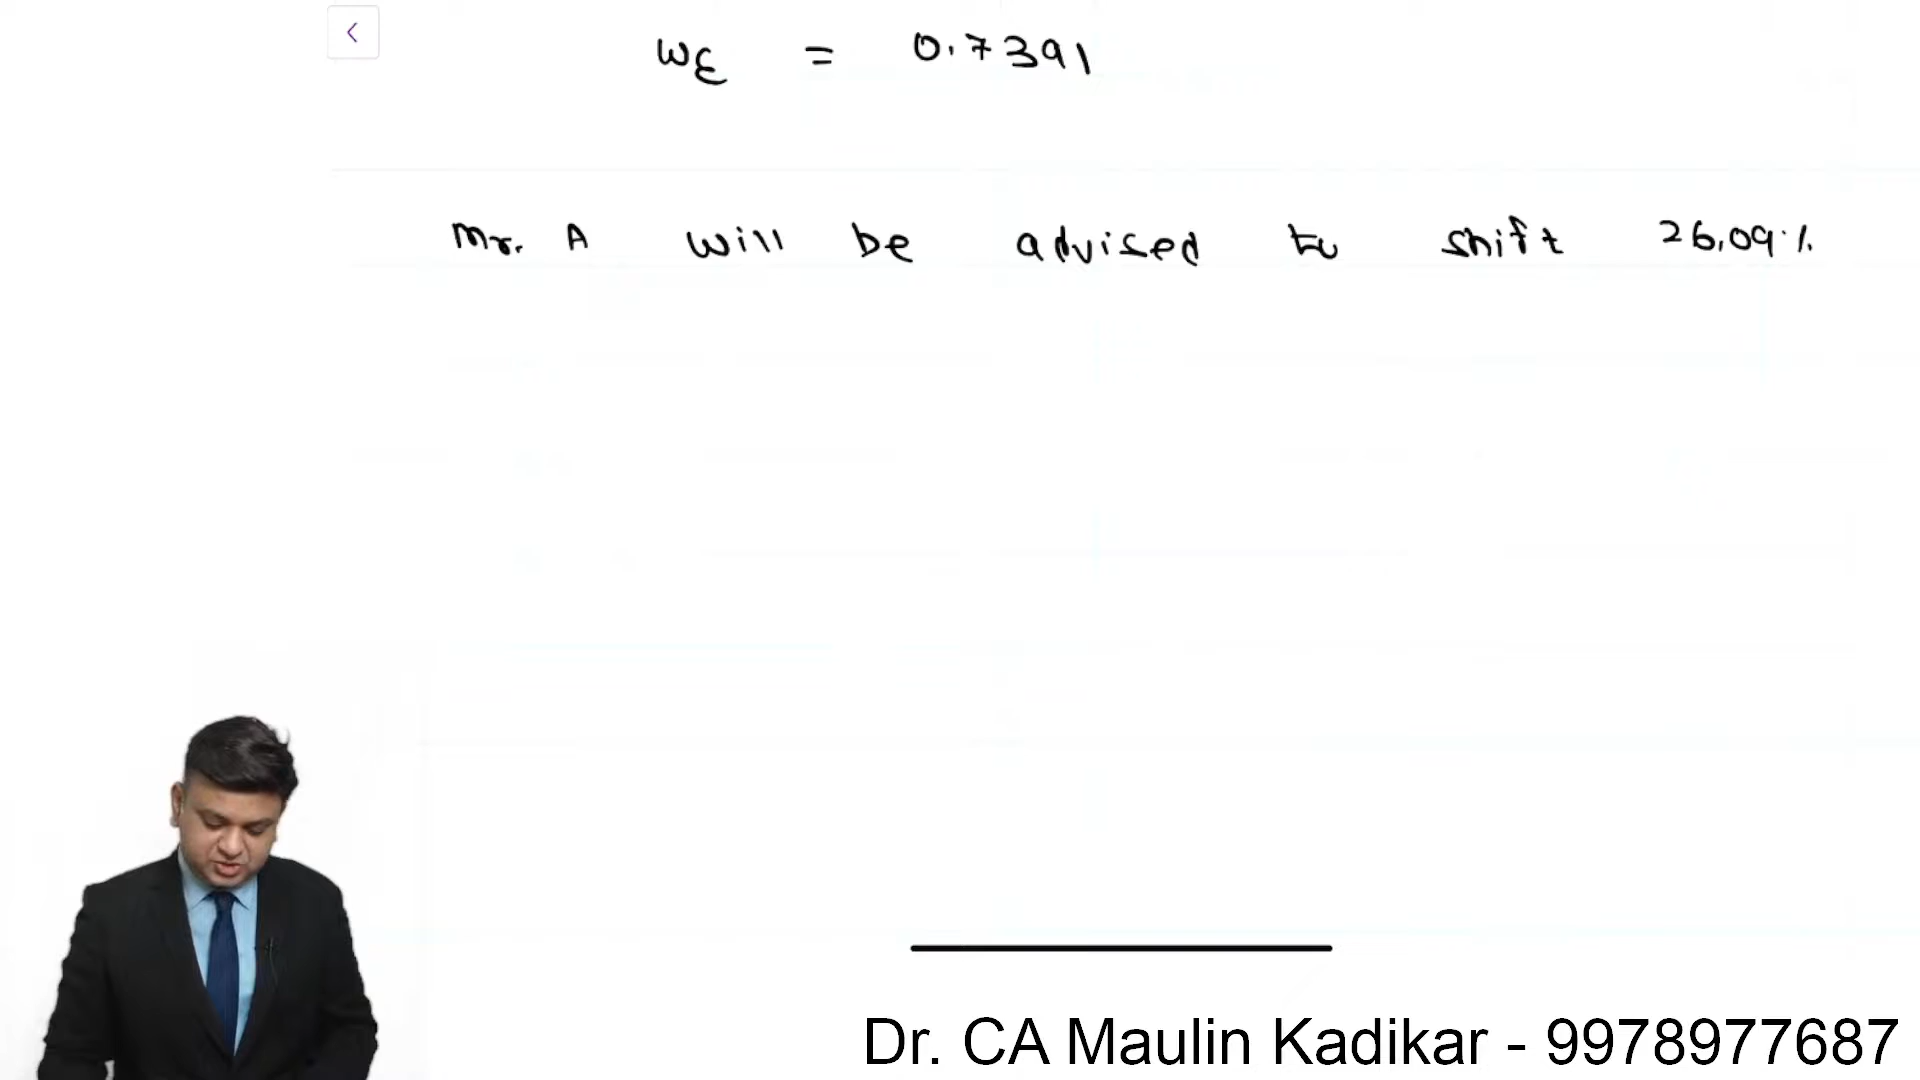 WE = 0.7391
Mr. A will be advised to shift 26.09%
Dr. CA Maulin Kadikar - 9978977687